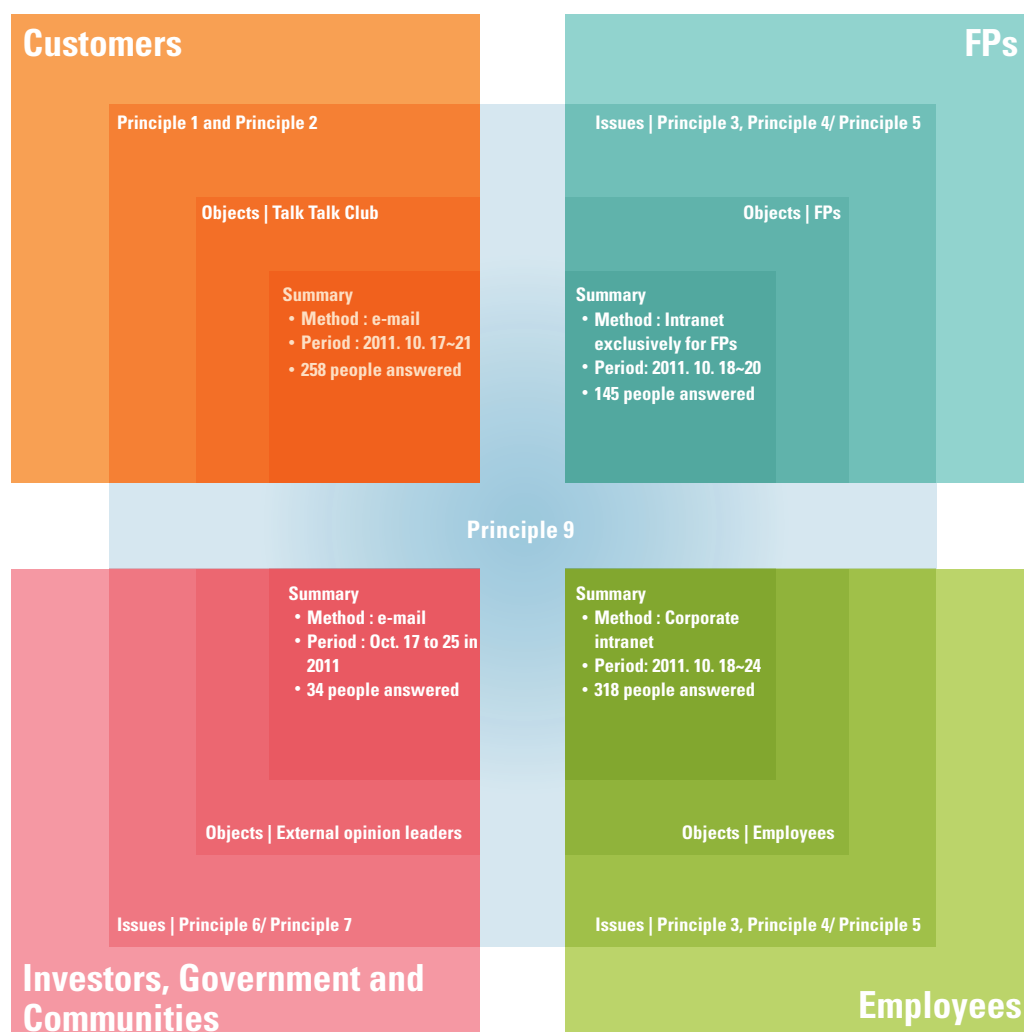 Customers
Principle 1 and Principle 2
Objects | Talk Talk Club
Summary
• Method : e-mail
• Period : 2011. 10. 17~21
• 258 people answered
FPs
Issues | Principle 3, Principle 4/ Principle 5
Objects | FPs
Summary
• Method : Intranet
exclusively for FPs
• Period: 2011. 10. 18~20
• 145 people answered
Principle 9
Summary
• Method : e-mail
• Period : Oct. 17 to 25 in
2011
• 34 people answered
Objects | External opinion leaders
Issues | Principle 6/ Principle 7
Investors, Government and
Communities
Summary
• Method : Corporate
intranet
• Period: 2011. 10. 18~24
• 318 people answered
Objects | Employees
Issues | Principle 3, Principle 4/ Principle 5
Employees